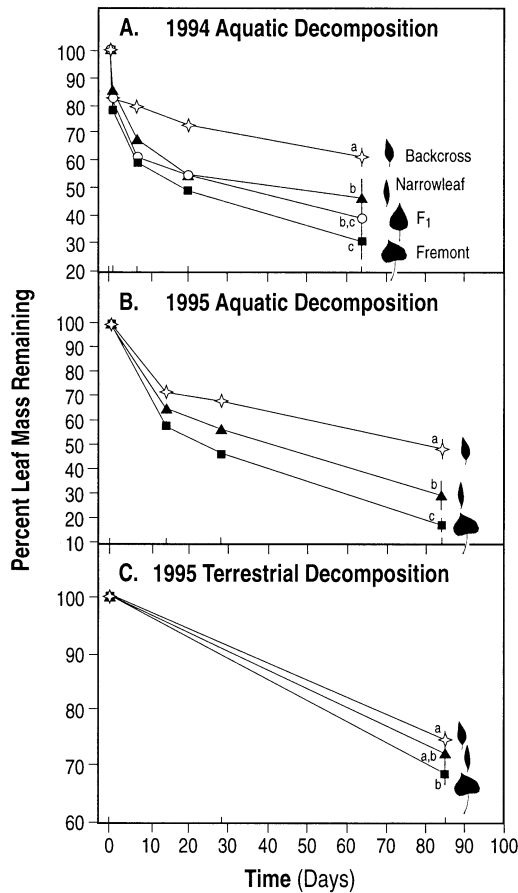 A. 1994 Aquatic Decomposition
100
90
80
70
60
50
40
30
20
a
Backcross
b
Narrowleaf
b,c
F1
c
Fremont
B. 1995 Aquatic Decomposition
100
90
80
70
60
50
40
30
20
10
a
b
c
Percent Leaf Mass Remaining
C. 1995 Terrestrial Decomposition
100
90
80
70
60
a
a,b
b
0 10 20 30 40 50 60 70 80 90 100
Time (Days)